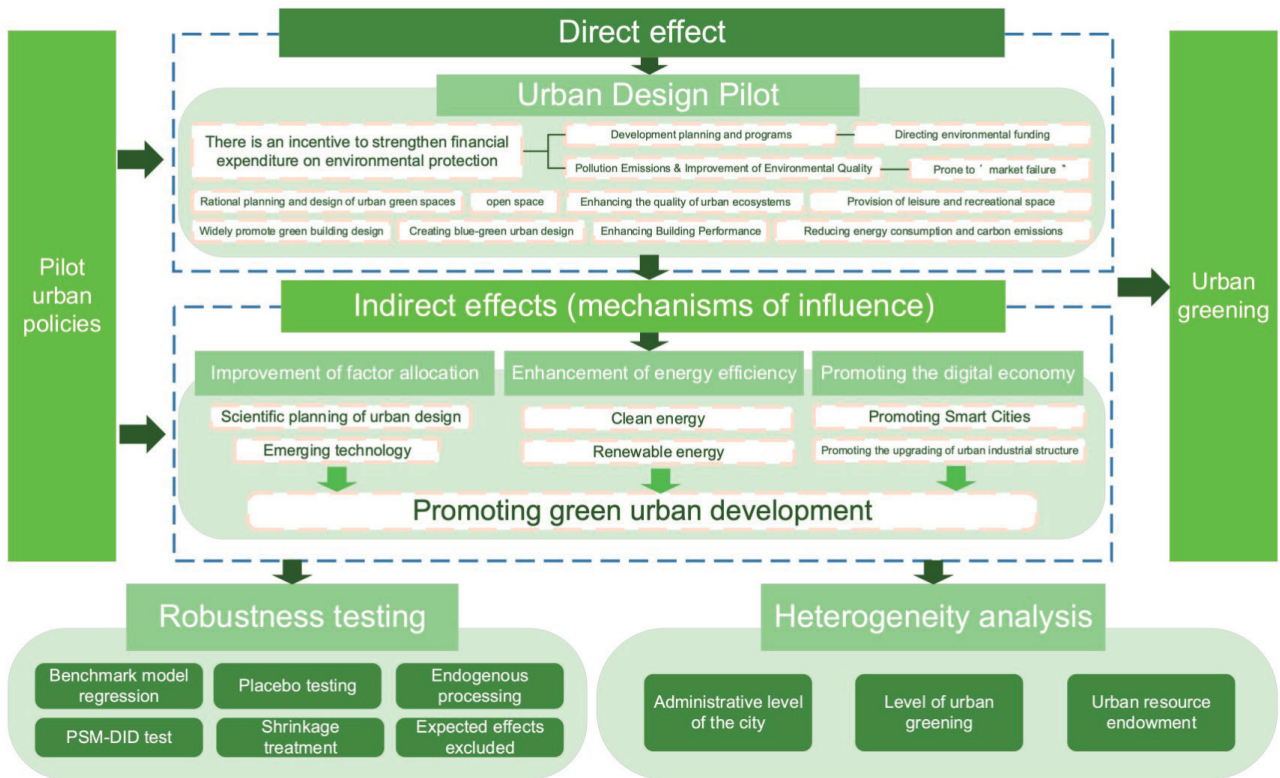 Direct effect
Urban Design Pilot
There is an incentive to strengthen financial
expenditure on environmental protection
Development planning and programs
Directing environmental funding
Pollution Emissions & Improvement of Environmental Quality
Prone to ‘ market failure ”
Rational planning and design of urban green spaces
open space
Enhancing the quality of urban ecosystems
Provision of leisure and recreational space
Widely promote green building design
Creating blue-green urban design
Enhancing Building Performance
Reducing energy consumption and carbon emissions
Pilot
urban
policies
Urban
greening
Indirect effects (mechanisms of influence)
Improvement of factor allocation
Enhancement of energy efficiency
Promoting the digital economy
Scientific planning of urban design
Clean energy
Promoting Smart Cities
Emerging technology
Renewable energy
Promoting the upgrading of urban industrial structure
Promoting green urban development
Robustness testing
Benchmark model
regression
Placebo testing
Endogenous
processing
PSM-DID test
Shrinkage
treatment
Expected effects
excluded
Heterogeneity analysis
Administrative level
of the city
Level of urban
greening
Urban resource
endowment